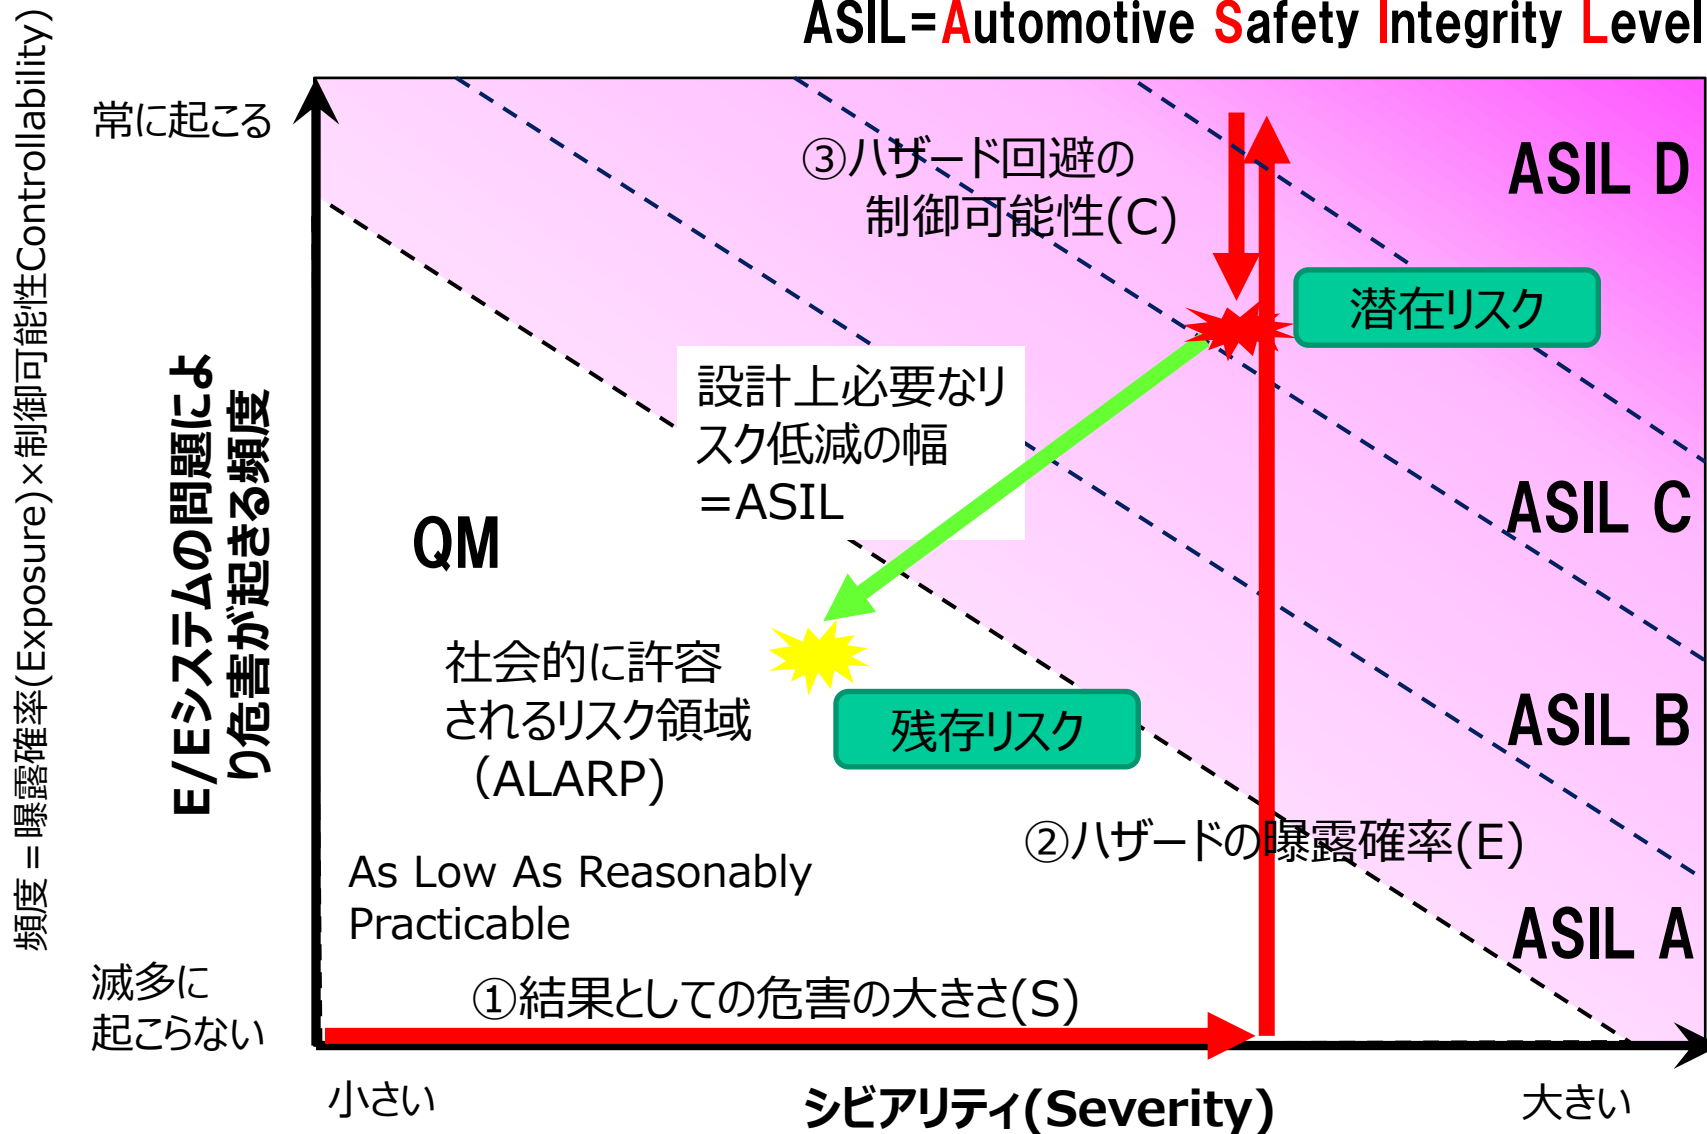 ASIL=Automotive Safety Integrity Level
頻度=曝露確率(Exposure)×制御可能性Controllability)
E/Eシステムの問題によ
り危害が起きる頻度
常に起こる
③ハザード回避の
制御可能性(C)
ASIL D
潜在リスク
設計上必要なリ
スク低減の幅
=ASIL
ASIL C
QM
社会的に許容
されるリスク領域
（ALARP)
残存リスク
ASIL B
②ハザードの曝露確率(E)
As Low As Reasonably
Practicable
ASIL A
滅多に
起こらない
①結果としての危害の大きさ(S)
小さい
シビアリティ(Severity)
大きい